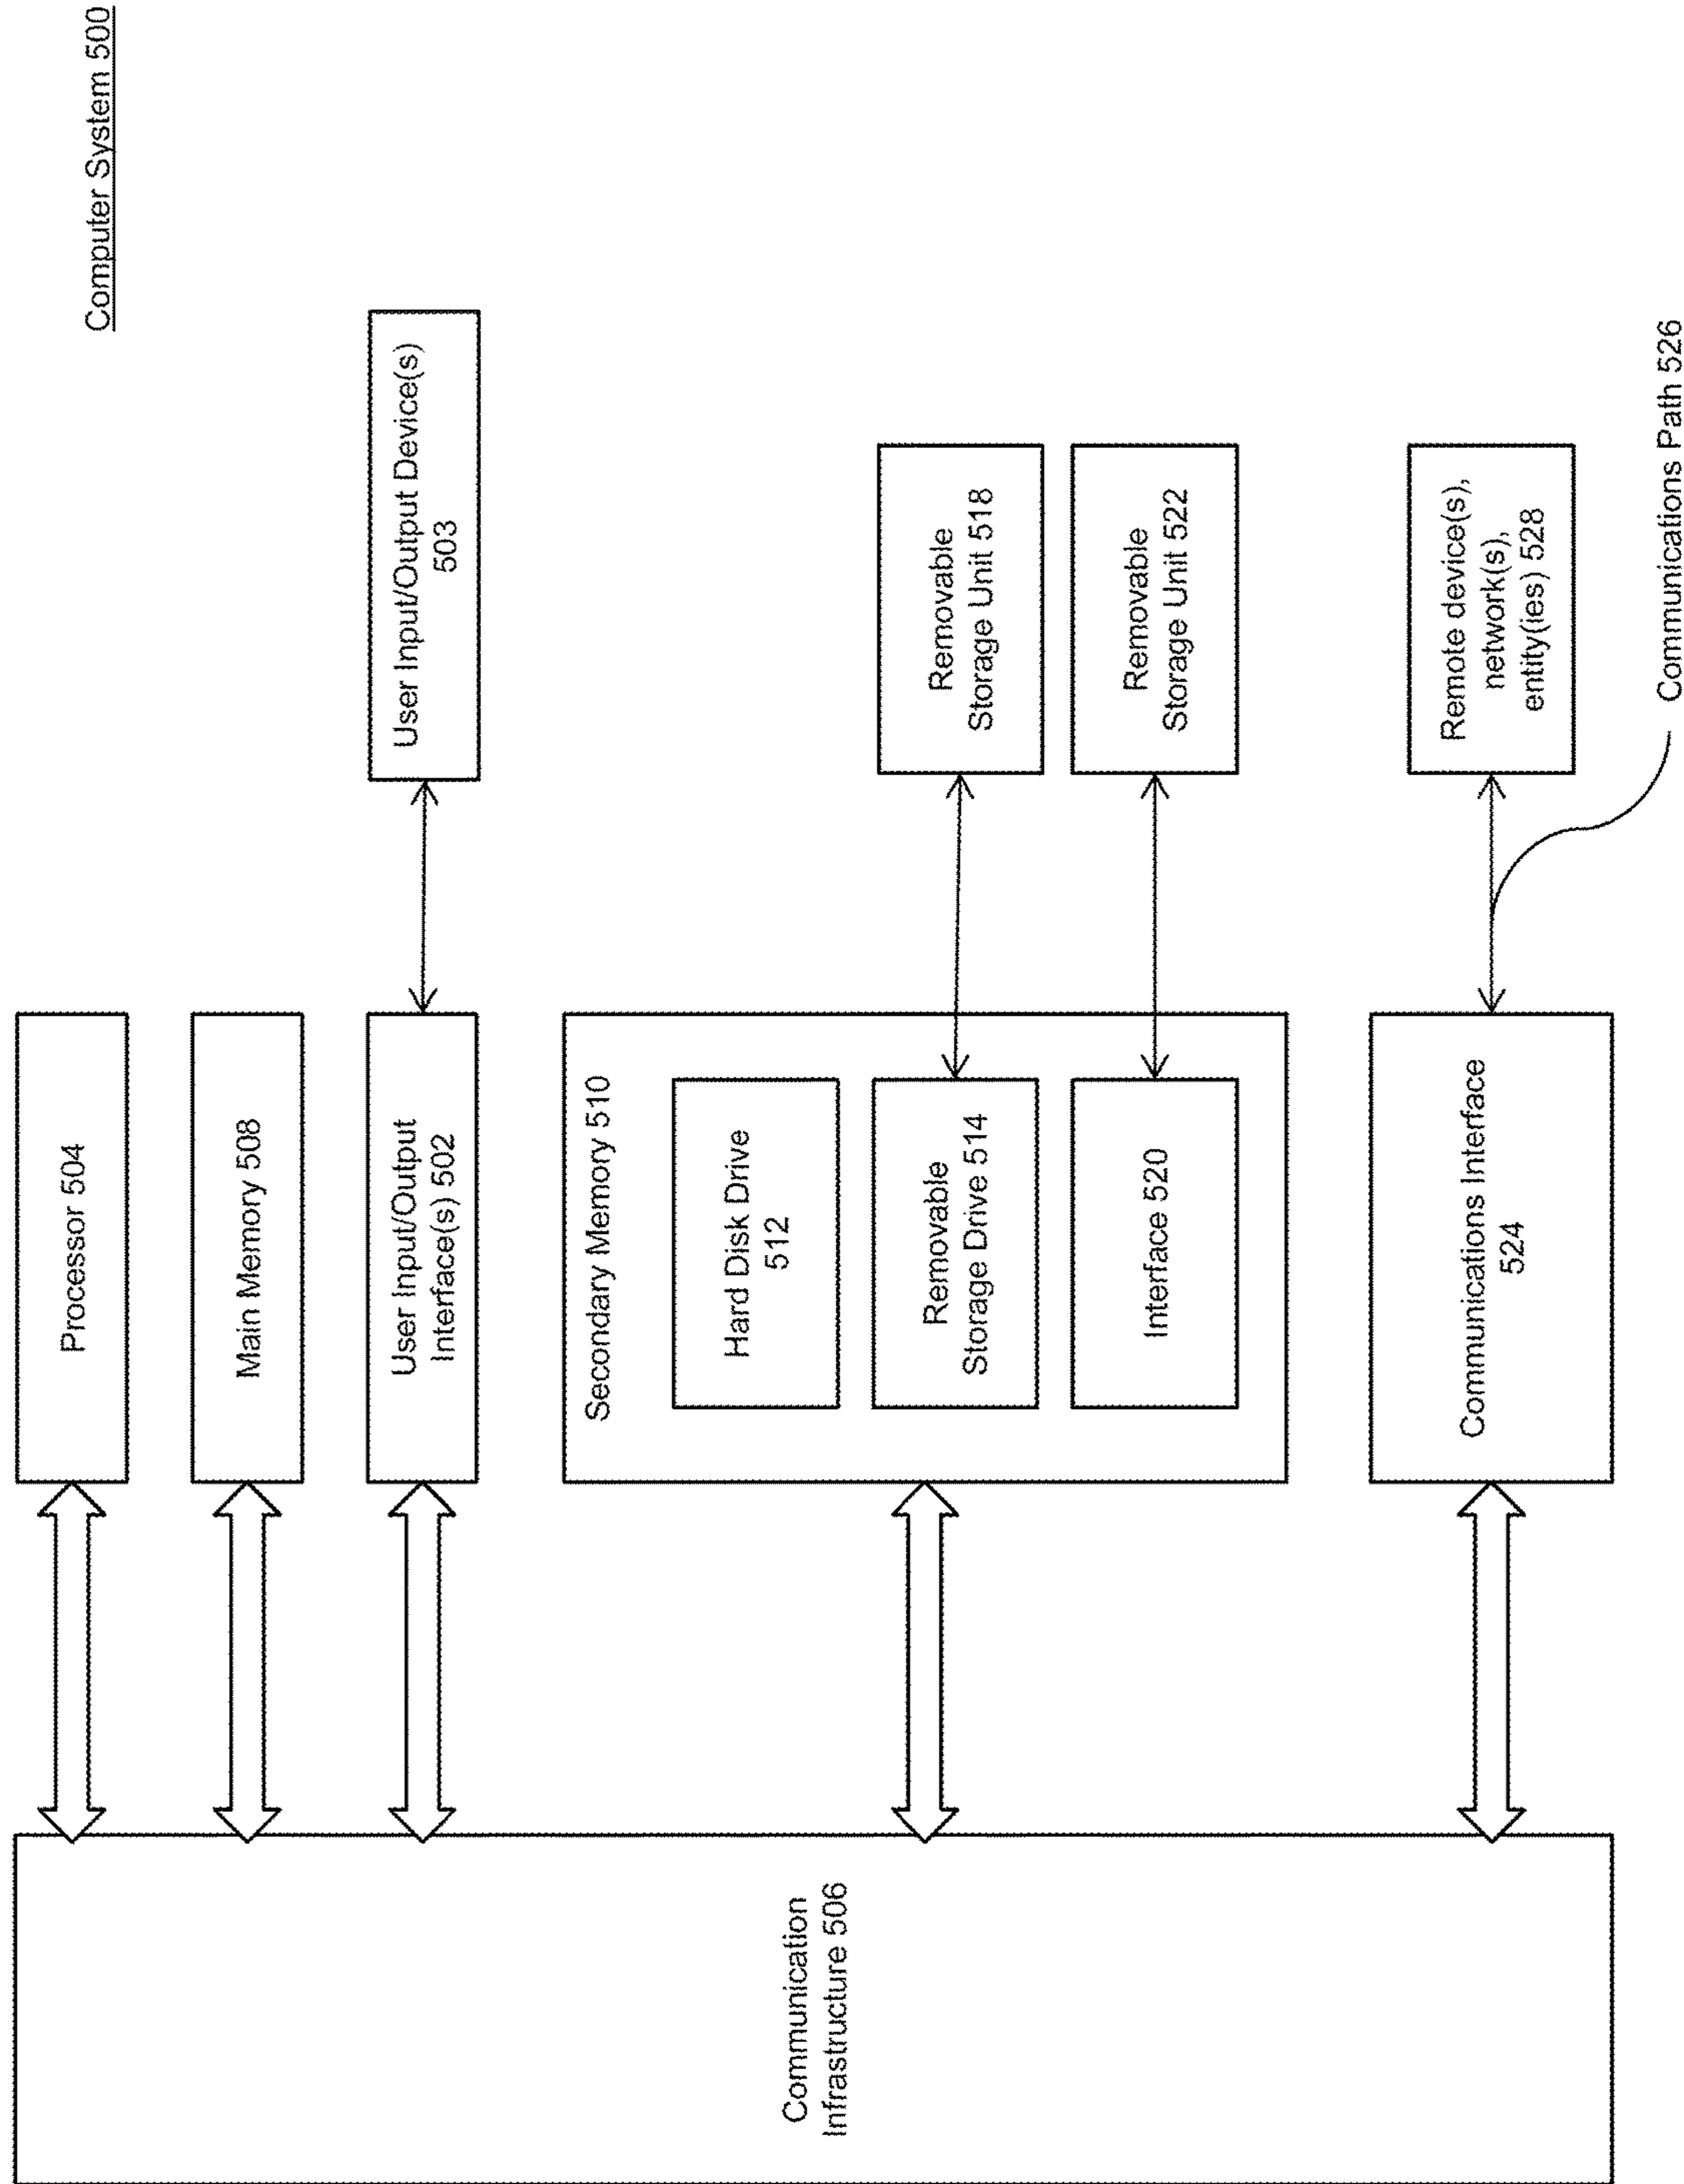 Computer System 500
Processor 504
Main Memory 508
User Input/Output
Interface(s) 502
User Input/Output Device(s)
503
Secondary Memory 510
Hard Disk Drive
512
Removable
Storage Drive 514
Removable
Storage Unit 518
Interface 520
Removable
Storage Unit 522
Communications Interface
524
Remote device(s),
network(s),
entity(ies) 528
Communications Path 526
Communication
Infrastructure 506